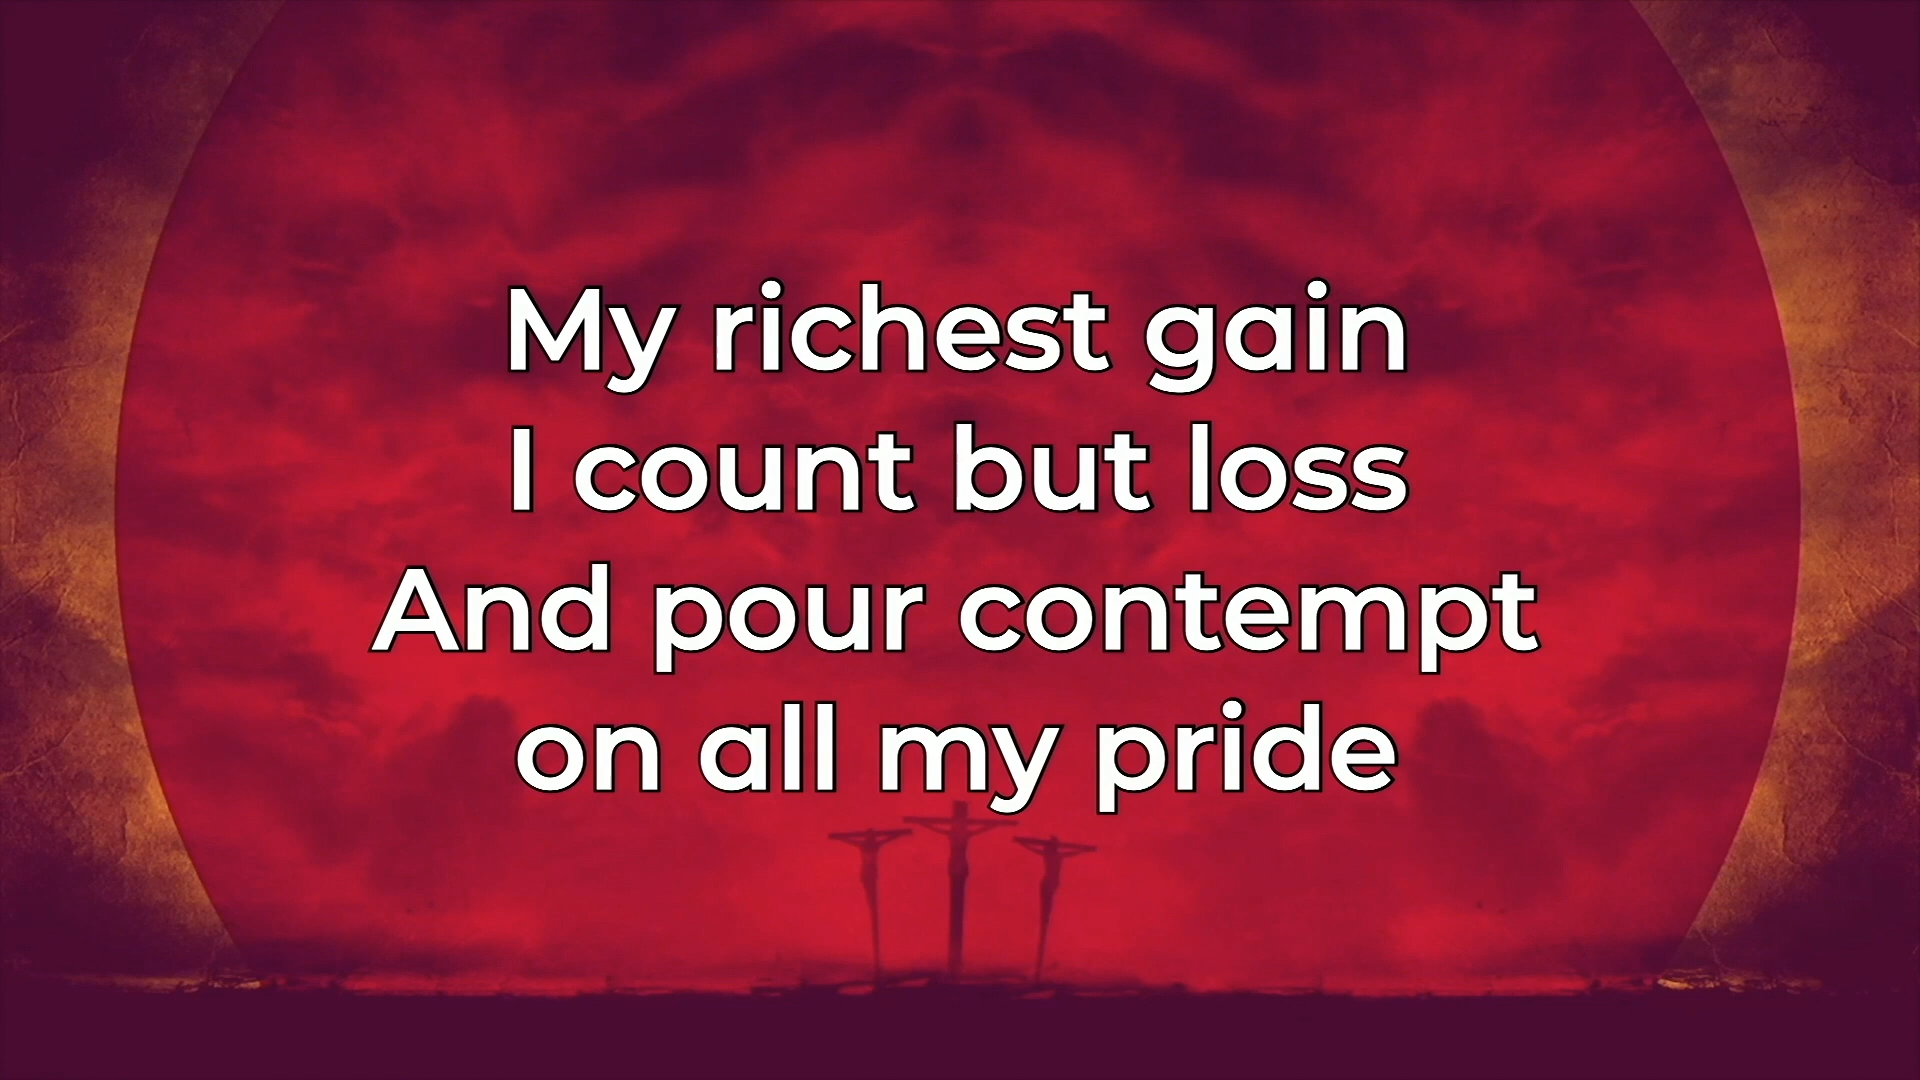 My richest gain
I count but loss
And pour contempt
on all my pride